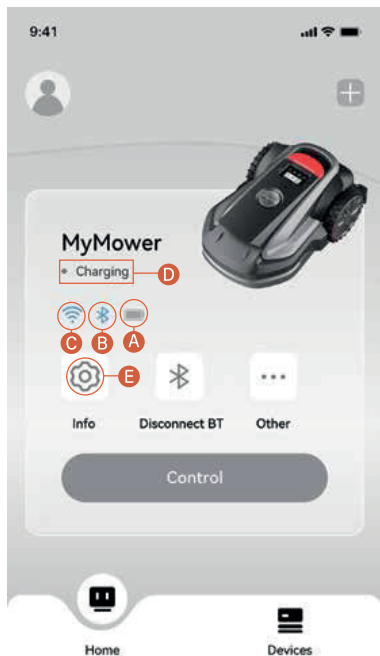 9:41
MyMower
• Charging
D
C
B
A
E
Info
Disconnect BT
Other
Control
Home
Devices